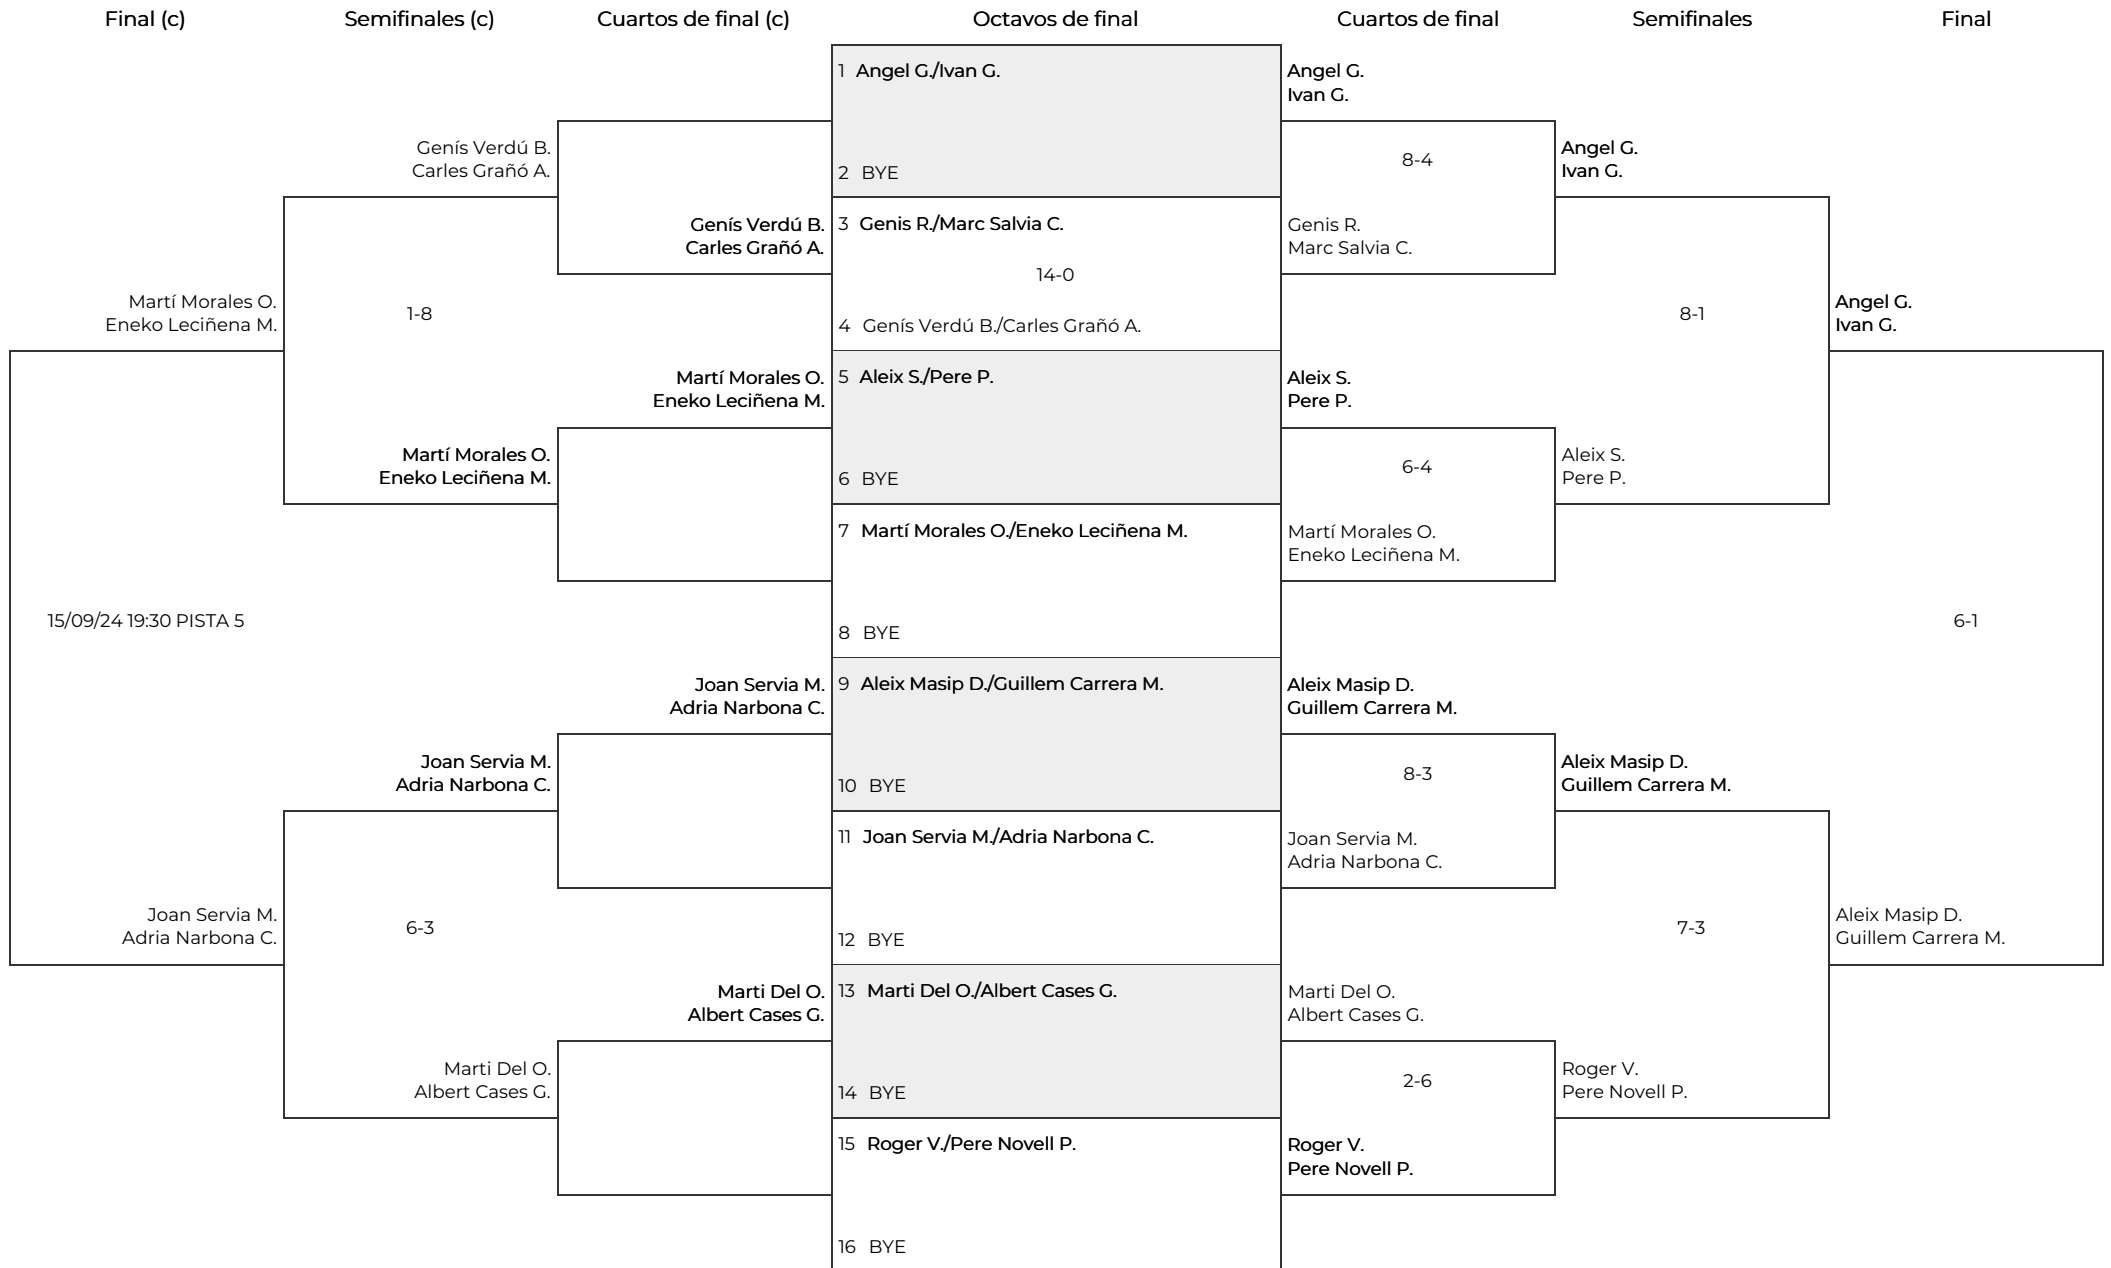 Final (c) Semifinales (c) Cuartos de final (c) Octavos de final Cuartos de final Semifinales Final
1 Angel G./Ivan G.
2 BYE
3 Genis R./Marc Salvia C.
14-0
4 Genís Verdú B./Carles Grañó A.
5 Aleix S./Pere P.
6 BYE
7 Martí Morales O./Eneko Leciñena M.
8 BYE
9 Aleix Masip D./Guillem Carrera M.
10 BYE
11 Joan Servia M./Adria Narbona C.
12 BYE
13 Marti Del O./Albert Cases G.
14 BYE
15 Roger V./Pere Novell P.
16 BYE
Angel G.
Ivan G.
8-4
Genis R.
Marc Salvia C.
Aleix S.
Pere P.
6-4
Martí Morales O.
Eneko Leciñena M.
Aleix Masip D.
Guillem Carrera M.
8-3
Joan Servia M.
Adria Narbona C.
Marti Del O.
Albert Cases G.
2-6
Roger V.
Pere Novell P.
Angel G.
Ivan G.
8-1
Aleix S.
Pere P.
Aleix Masip D.
Guillem Carrera M.
7-3
Roger V.
Pere Novell P.
Angel G.
Ivan G.
6-1
Aleix Masip D.
Guillem Carrera M.
Genís Verdú B.
Carles Grañó A.
Martí Morales O.
Eneko Leciñena M.
Joan Servia M.
Adria Narbona C.
Marti Del O.
Albert Cases G.
Genís Verdú B.
Carles Grañó A.
1-8
Martí Morales O.
Eneko Leciñena M.
Joan Servia M.
Adria Narbona C.
6-3
Marti Del O.
Albert Cases G.
Martí Morales O.
Eneko Leciñena M.
15/09/24 19:30 PISTA 5
Joan Servia M.
Adria Narbona C.